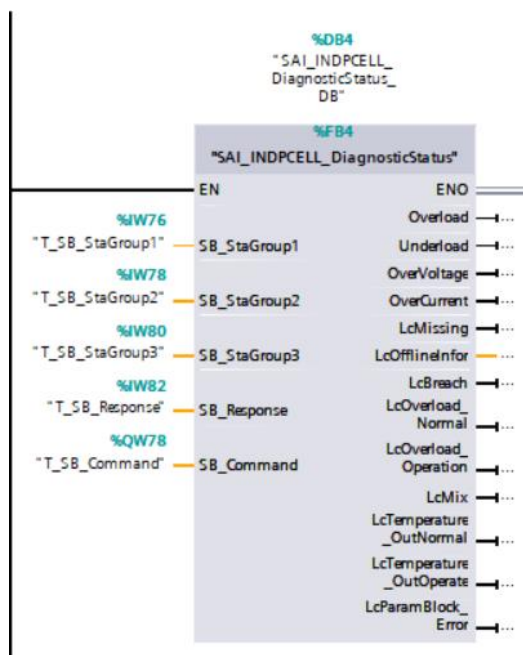 %DB4
"SAI_INDPCELL_
DiagnosticStatus_
DB"
%FB4
"SAI_INDPCELL_DiagnosticStatus"
EN
ENO
%IW76
"T_SB_StaGroup1"
SB_StaGroup1
%IW78
"T_SB_StaGroup2"
SB_StaGroup2
%IW80
"T_SB_StaGroup3"
SB_StaGroup3
%IW82
"T_SB_Response"
SB_Response
%QW78
"T_SB_Command"
SB_Command
Overload ...
Underload ...
OverVoltage ...
OverCurrent ...
LcMissing ...
LcOfflineInfor ...
LcBreach ...
LcOverload_
Normal ...
LcOverload_
Operation ...
LcMix ...
LcTemperature
_OutNormal ...
LcTemperature
_OutOperate ...
LcParamBlock_
Error ...